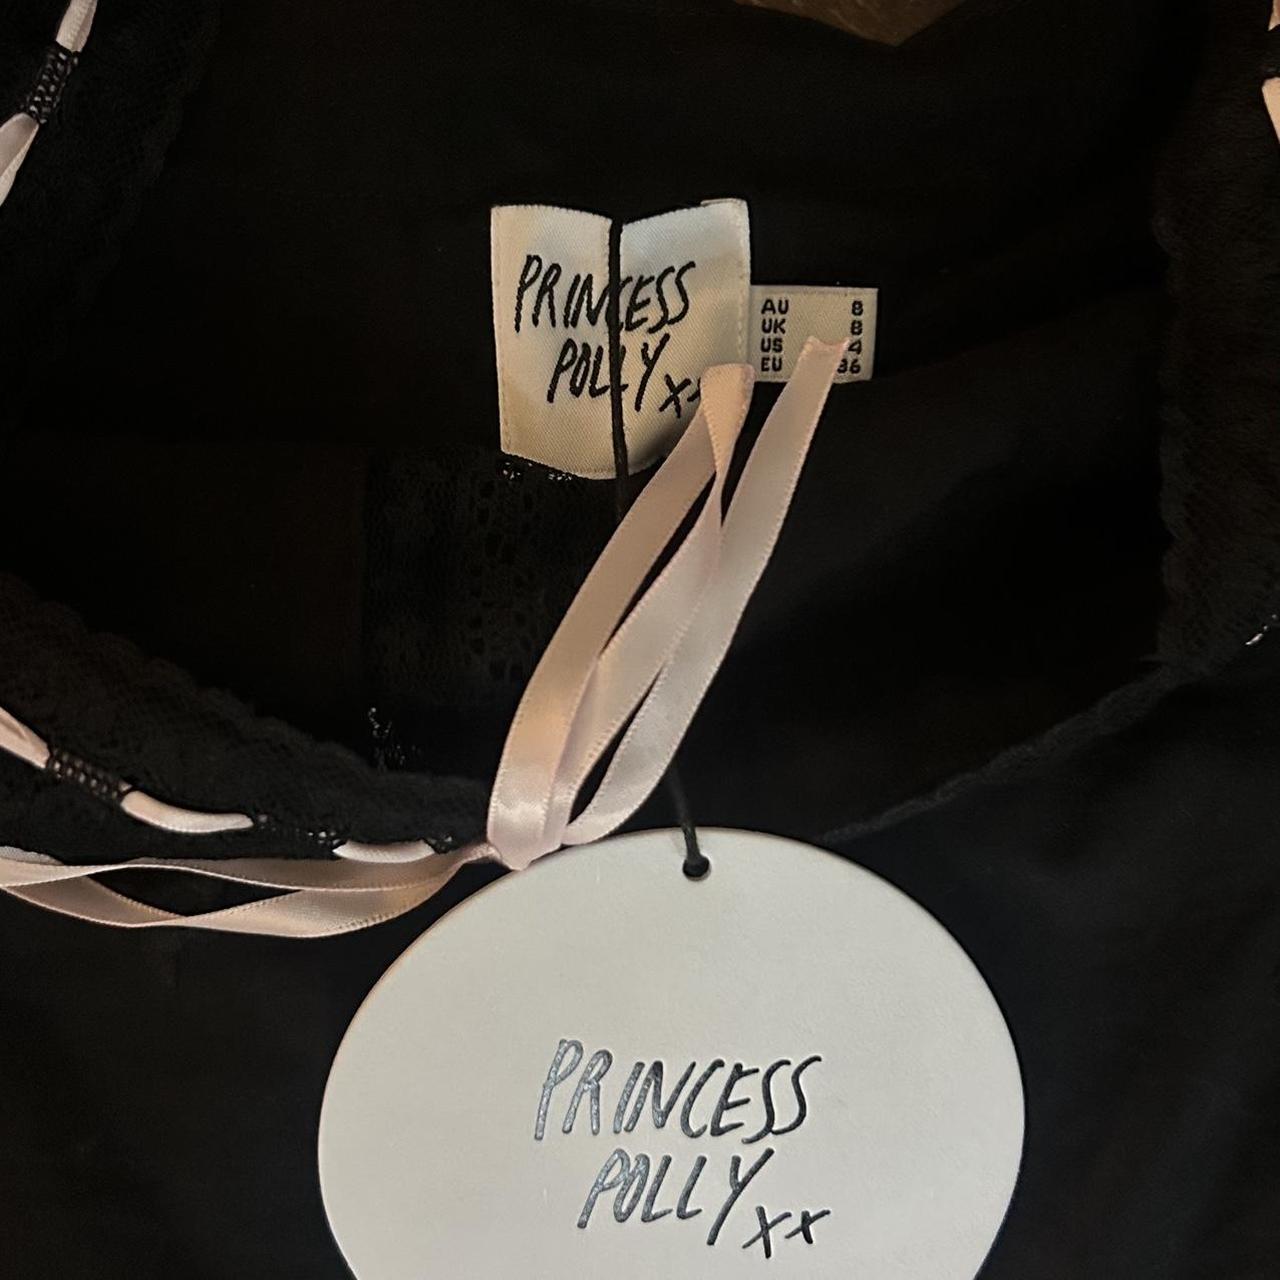 PRINCESS
POLLY xx
AU 8
UK 8
US 4
EU 36
PRINCESS
POLLY xx